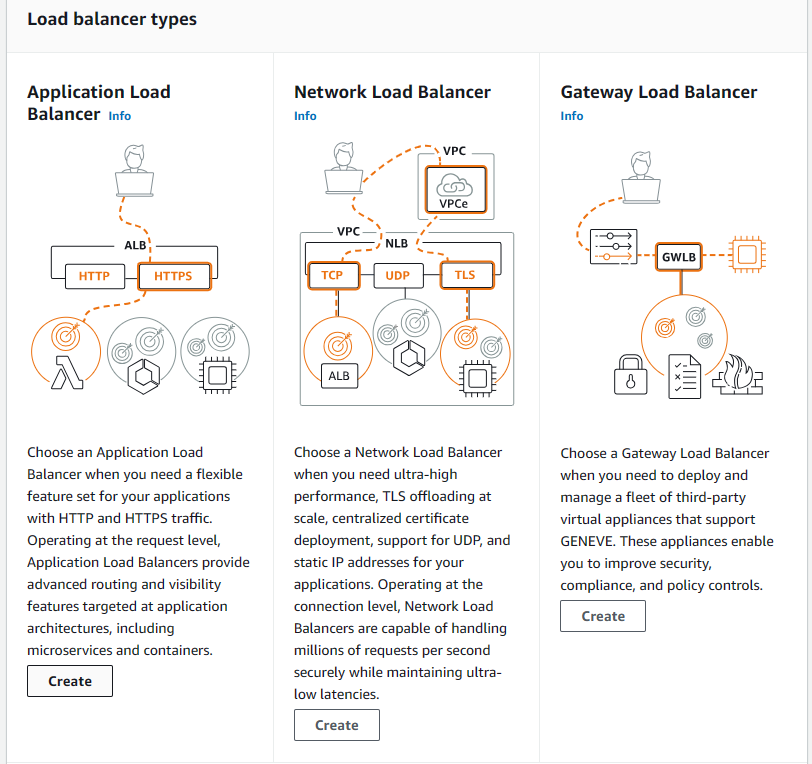 Load balancer types
Application Load
Balancer Info
ALB
HTTP
HTTPS
Choose an Application Load
Balancer when you need a flexible
feature set for your applications
with HTTP and HTTPS traffic.
Operating at the request level,
Application Load Balancers provide
advanced routing and visibility
features targeted at application
architectures, including
microservices and containers.
Create
Network Load Balancer
Info
VPC
VPCe
VPC
NLB
TCP
UDP
TLS
ALB
Choose a Network Load Balancer
when you need ultra-high
performance, TLS offloading at
scale, centralized certificate
deployment, support for UDP, and
static IP addresses for your
applications. Operating at the
connection level, Network Load
Balancers are capable of handling
millions of requests per second
securely while maintaining ultra-
low latencies.
Create
Gateway Load Balancer
Info
GWLB
Choose a Gateway Load Balancer
when you need to deploy and
manage a fleet of third-party
virtual appliances that support
GENEVE. These appliances enable
you to improve security,
compliance, and policy controls.
Create